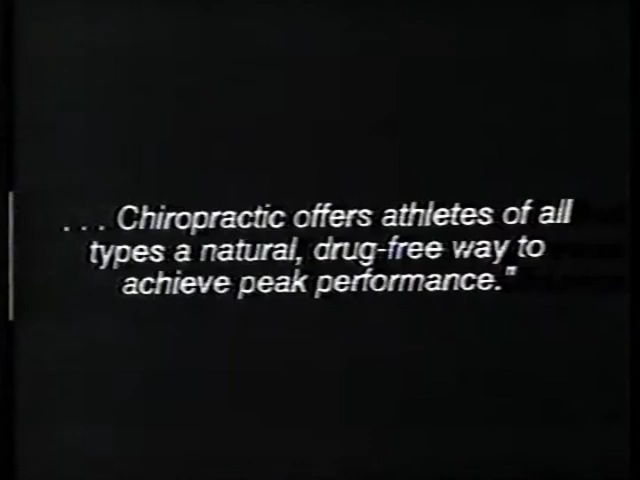 . . . Chiropractic offers athletes of all
types a natural, drug-free way to
achieve peak performance."